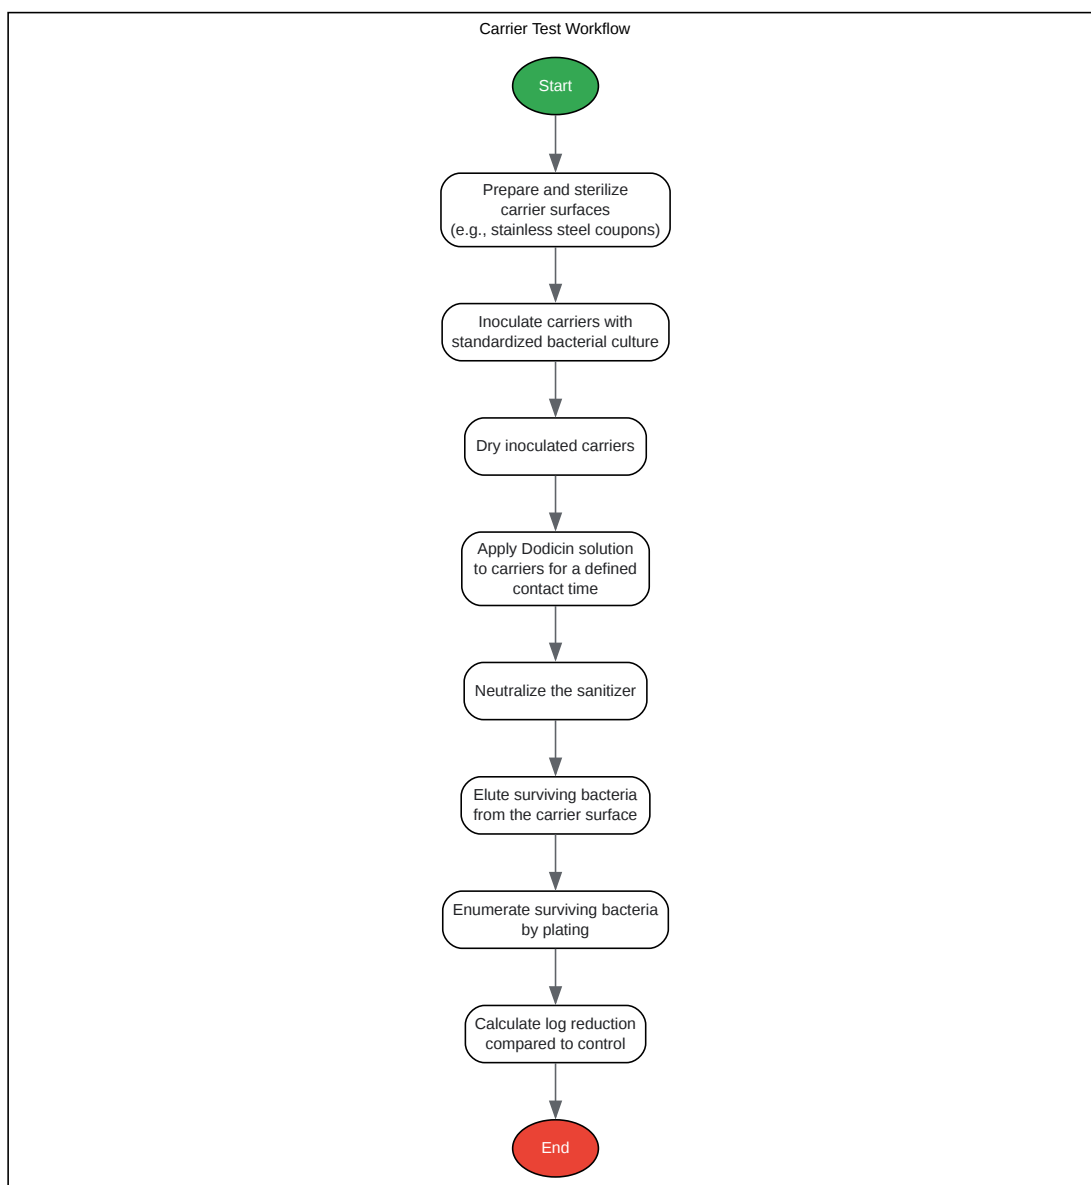 Carrier Test Workflow
Start
Prepare and sterilize
carrier surfaces
(e.g., stainless steel coupons)
Inoculate carriers with
standardized bacterial culture
Dry inoculated carriers
Apply Dodicin solution
to carriers for a defined
contact time
Neutralize the sanitizer
Elute surviving bacteria
from the carrier surface
Enumerate surviving bacteria
by plating
Calculate log reduction
compared to control
End